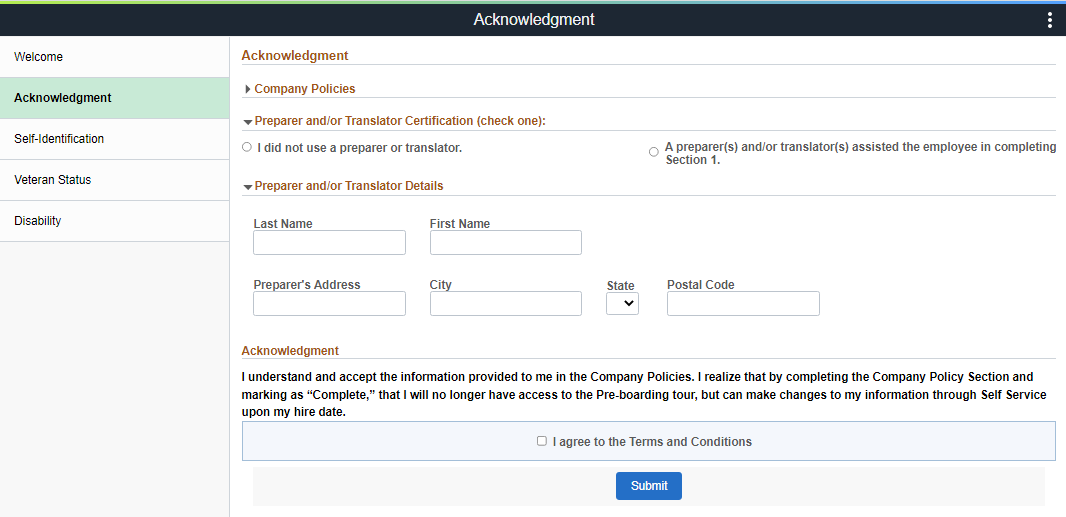 Acknowledgment
Welcome
Acknowledgment
Self-Identification
Veteran Status
Disability
Acknowledgment
Company Policies
Preparer and/or Translator Certification (check one):
I did not use a preparer or translator.
A preparer(s) and/or translator(s) assisted the employee in completing
Section 1.
Preparer and/or Translator Details
Last Name First Name
Preparer's Address City State Postal Code
Acknowledgment
I understand and accept the information provided to me in the Company Policies. I realize that by completing the Company Policy Section and
marking as “Complete,” that I will no longer have access to the Pre-boarding tour, but can make changes to my information through Self Service
upon my hire date.
I agree to the Terms and Conditions
Submit